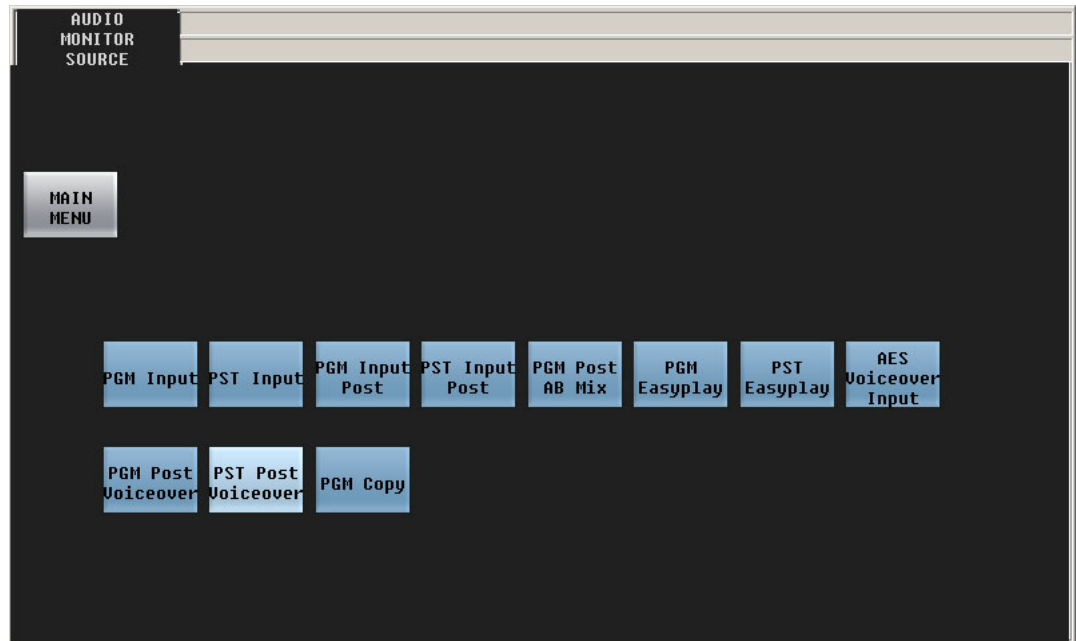 AUDIO
MONITOR
SOURCE
MAIN
MENU
PGM Input
PST Input
PGM Input
Post
PST Input
Post
PGM Post
AB Mix
PGM
Easyplay
PST
Easyplay
AES
Voiceover
Input
PGM Post
Voiceover
PST Post
Voiceover
PGM Copy